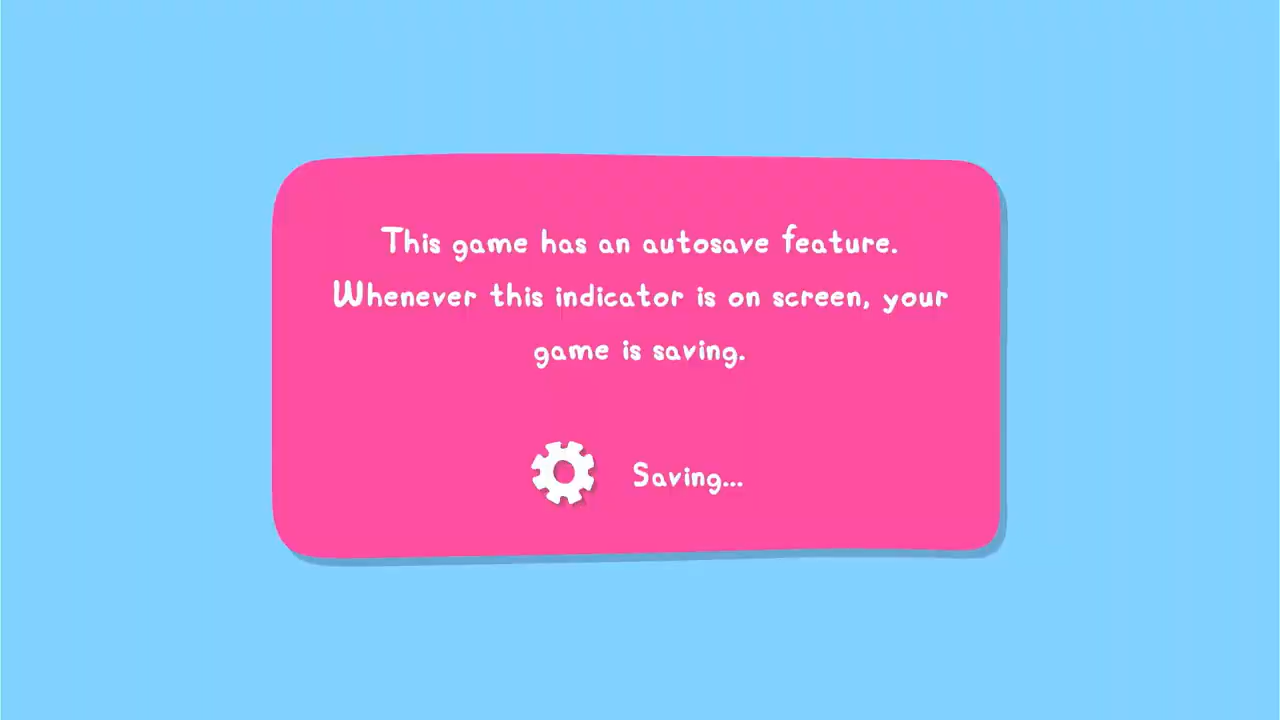 This game has an autosave feature.
Whenever this indicator is on screen, your
game is saving.
Saving...